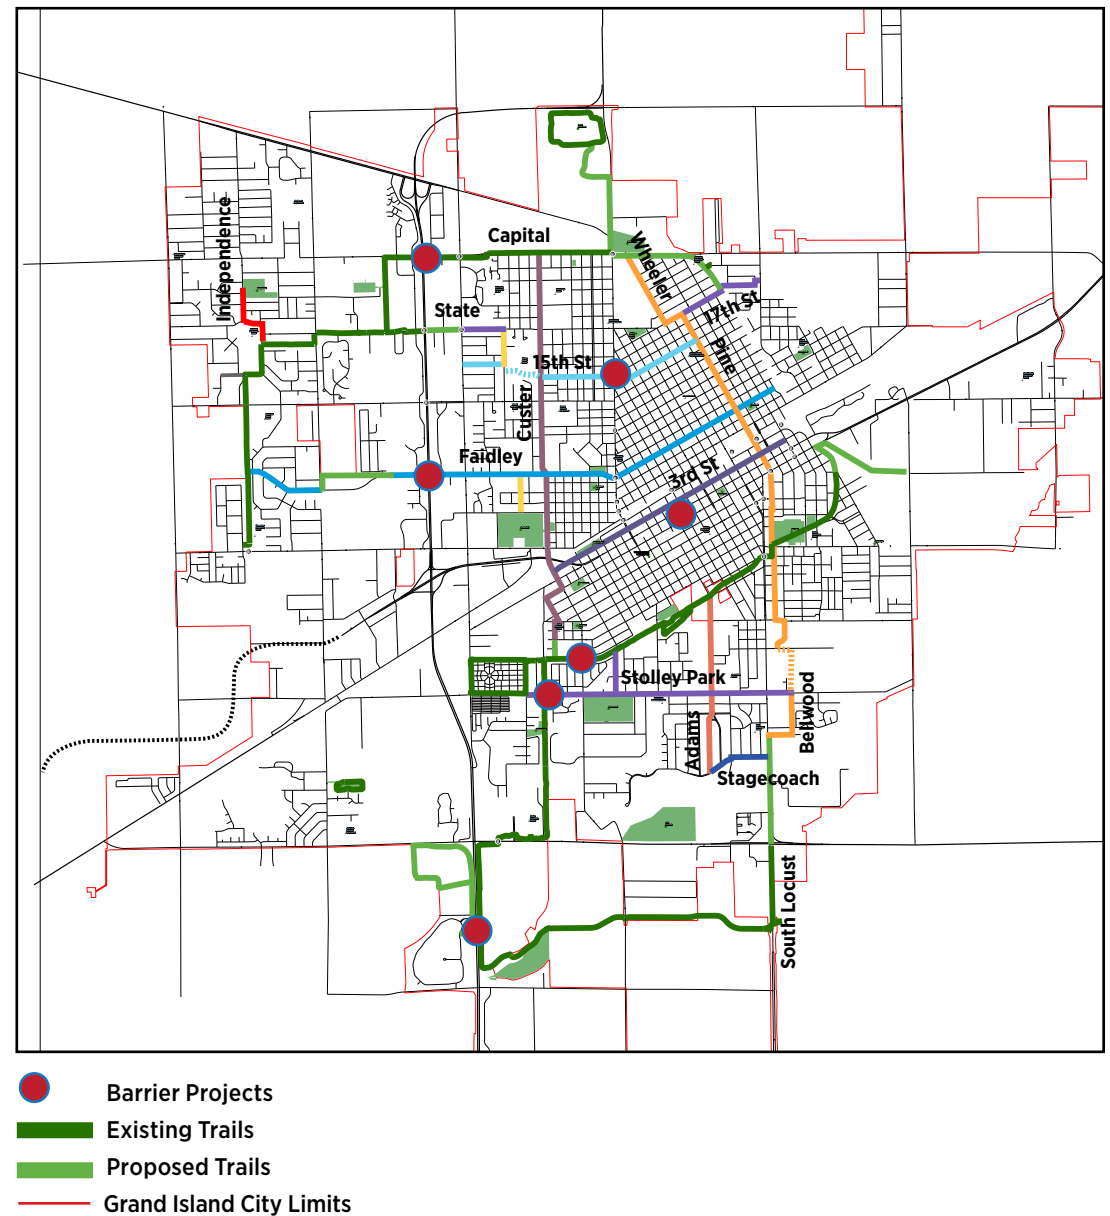 Capital
Wheeler
Independence
17th St
State
Pine
15th St
Custer
Faidley
3rd St
Stolley Park
Bellwood
Adams
Stagecoach
South Locust
Barrier Projects
Existing Trails
Proposed Trails
Grand Island City Limits